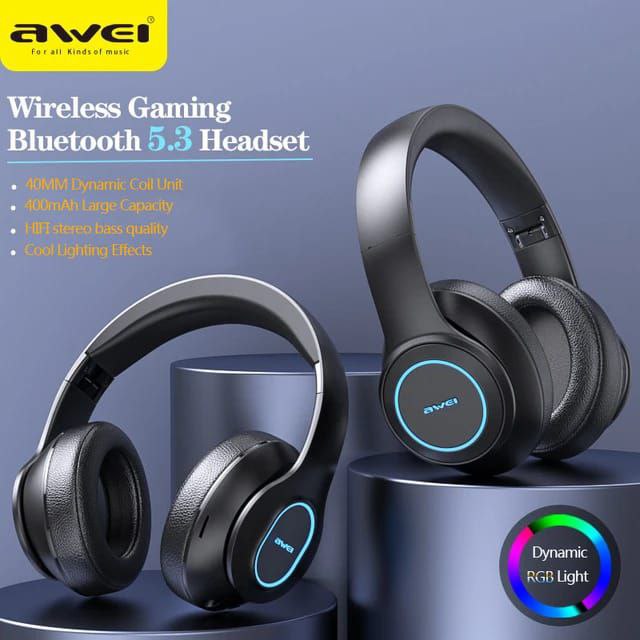 awei
For all Kinds of music
Wireless Gaming
Bluetooth 5.3 Headset
40MM Dynamic Coil Unit
400mAh Large Capacity
HIFI stereo bass quality
Cool Lighting Effects
awei
awei
Dynamic
RGB Light